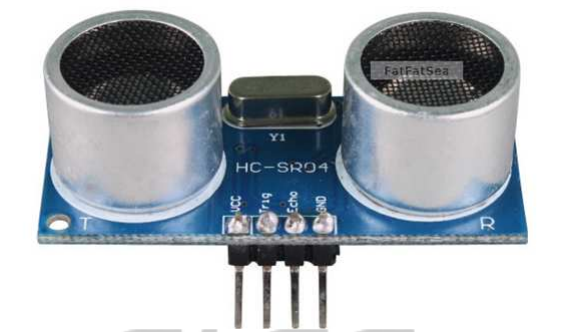 FatFatSea
Y1
HC-SR04
VCC
Trig
Echo
GND
T
R